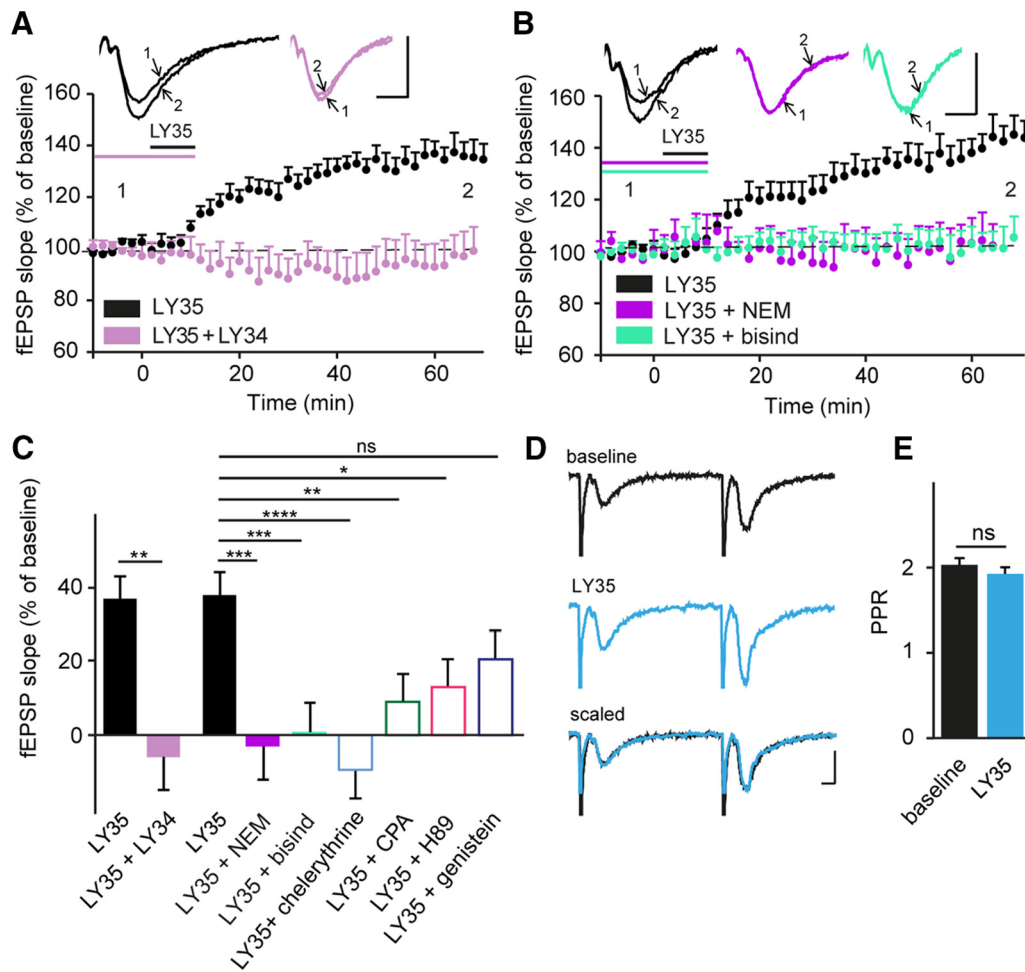 A
1
2
1
2
LY35
fEPSP slope (% of baseline)
160
140
120
100
80
60
1
2
LY35
LY35 + LY34
0
20
40
60
Time (min)
B
1
2
2
1
2
1
LY35
fEPSP slope (% of baseline)
160
140
120
100
80
60
1
2
LY35
LY35 + NEM
LY35 + bisind
0
20
40
60
Time (min)
C
ns
*
**
****
***
**
***
fEPSP slope (% of baseline)
40
20
0
LY35
LY35 + LY34
LY35
LY35 + NEM
LY35 + bisind
LY35+ chelerythrine
LY35 + CPA
LY35 + H89
LY35 + genistein
D
baseline
LY35
scaled
E
ns
PPR
2
1
0
baseline
LY35